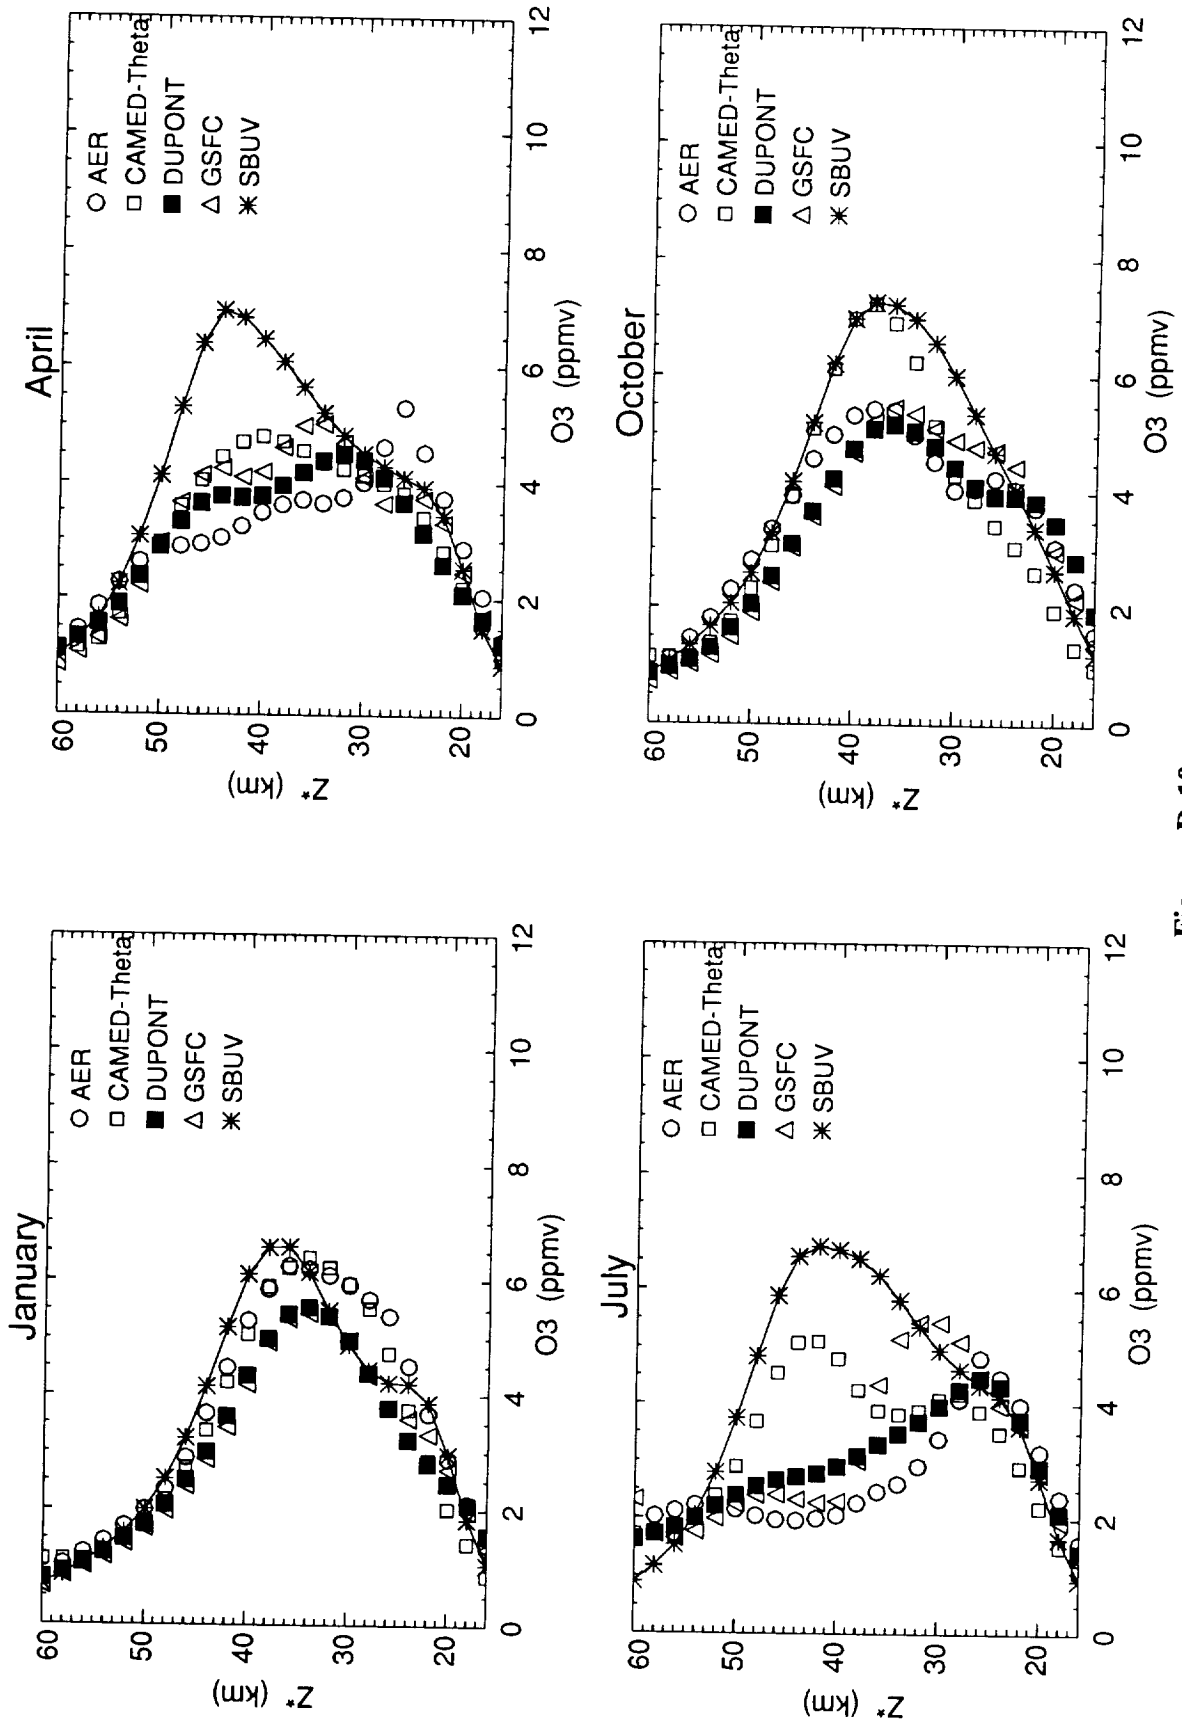 January
60
50
40
30
20
Z* (km)
0
2
4
6
8
10
12
O3 (ppmv)
AER
CAMED-Theta
DUPONT
GSFC
SBUV
April
60
50
40
30
20
Z* (km)
0
2
4
6
8
10
12
O3 (ppmv)
AER
CAMED-Theta
DUPONT
GSFC
SBUV
July
60
50
40
30
20
Z* (km)
0
2
4
6
8
10
12
O3 (ppmv)
AER
CAMED-Theta
DUPONT
GSFC
SBUV
October
60
50
40
30
20
Z* (km)
0
2
4
6
8
10
12
O3 (ppmv)
AER
CAMED-Theta
DUPONT
GSFC
SBUV